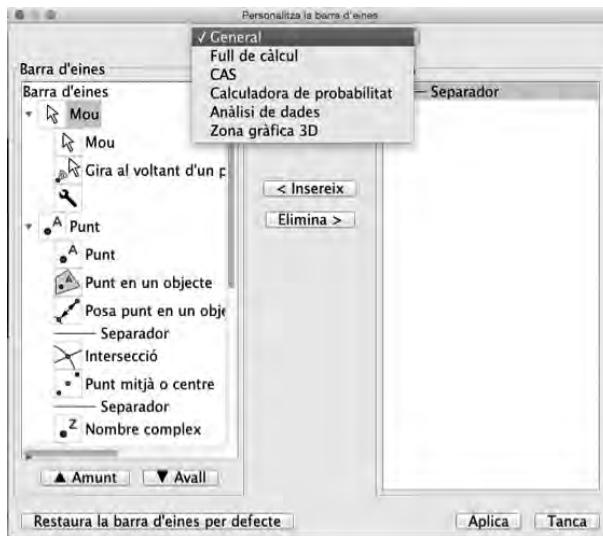 Personalitza la barra d'eines
✓ General
Full de càlcul
CAS
Calculadora de probabilitat
Anàlisi de dades
Zona gràfica 3D
Barra d'eines
Barra d'eines
Mou
Mou
Gira al voltant d'un p
Punt
A Punt
Punt en un objecte
Posa punt en un obje
Separador
Intersecció
Punt mitjà o centre
Separador
Z Nombre complex
▲ Amunt
▼ Avall
Separador
< Insereix
Elimina >
Restaura la barra d'eines per defecte
Aplica
Tanca